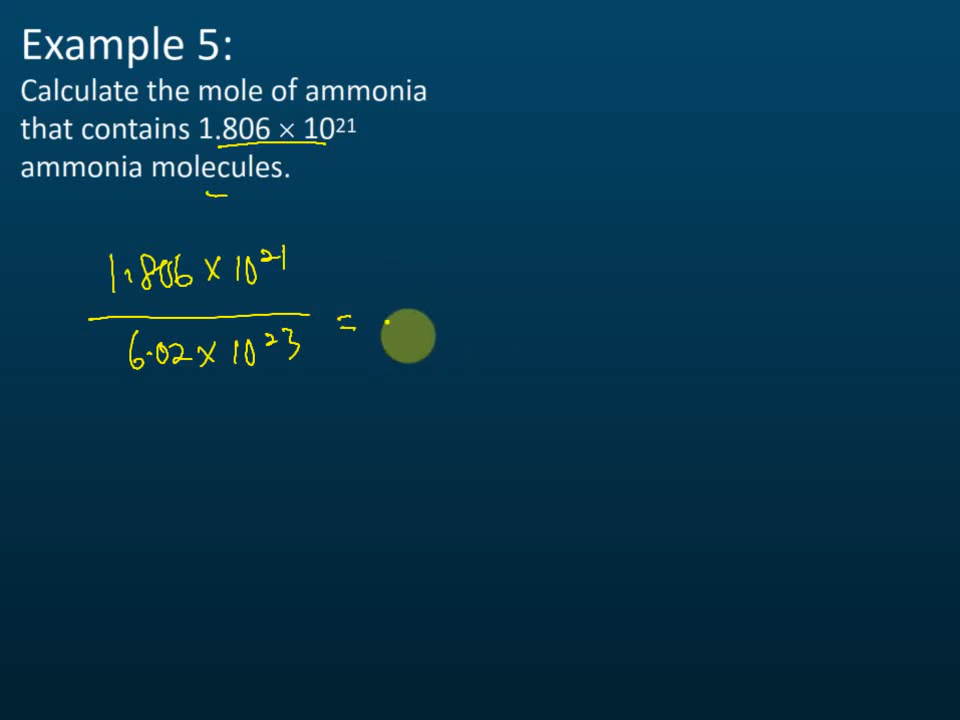 Example 5:
Calculate the mole of ammonia
that contains 1.806 × 10²¹
ammonia molecules.
1.806 × 10²¹
6.02 × 10²³ =